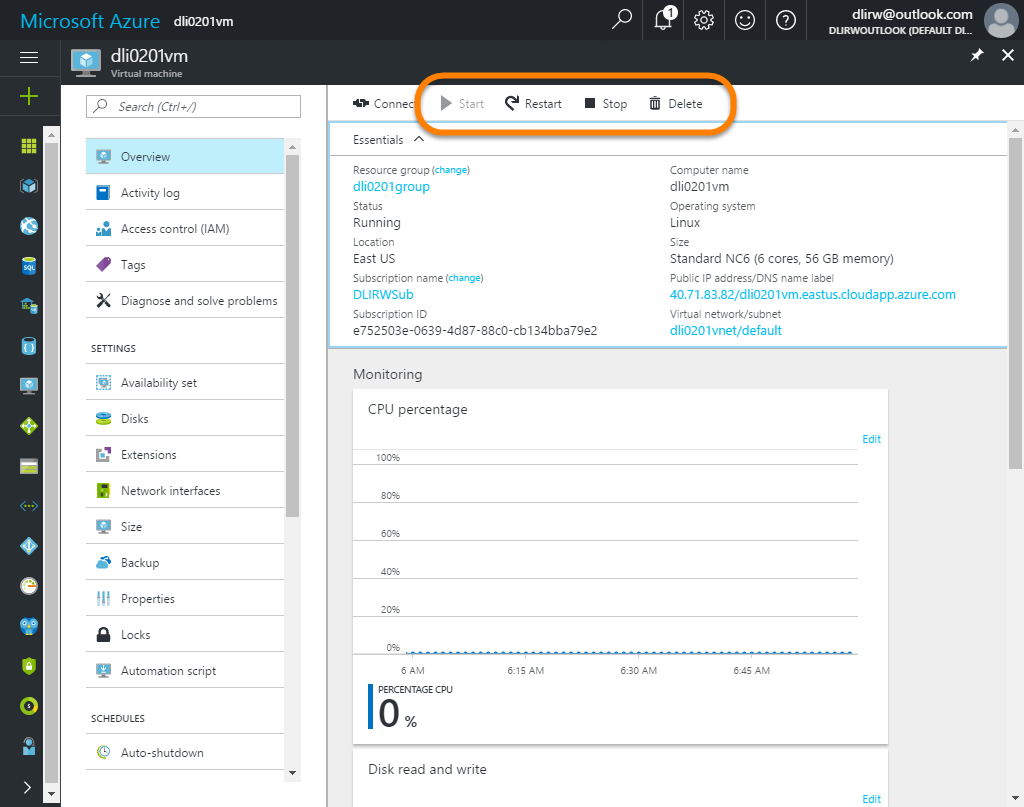 Microsoft Azure dli0201vm
1
dlirw@outlook.com
DLIRWOUTLOOK (DEFAULT DI...
dli0201vm
Virtual machine
Search (Ctrl+/)
Overview
Activity log
Access control (IAM)
Tags
Diagnose and solve problems
SETTINGS
Availability set
Disks
Extensions
Network interfaces
Size
Backup
Properties
Locks
Automation script
SCHEDULES
Auto-shutdown
Connec Start Restart Stop Delete
Essentials
Resource group (change)
dli0201group
Status
Running
Location
East US
Subscription name (change)
DLIRWSub
Subscription ID
e752503e-0639-4d87-88c0-cb134bba79e2
Computer name
dli0201vm
Operating system
Linux
Size
Standard NC6 (6 cores, 56 GB memory)
Public IP address/DNS name label
40.71.83.82/dli0201vm.eastus.cloudapp.azure.com
Virtual network/subnet
dli0201vnet/default
Monitoring
CPU percentage
Edit
100%
80%
60%
40%
20%
0%
6 AM 6:15 AM 6:30 AM 6:45 AM
PERCENTAGE CPU
0 %
Disk read and write
Edit